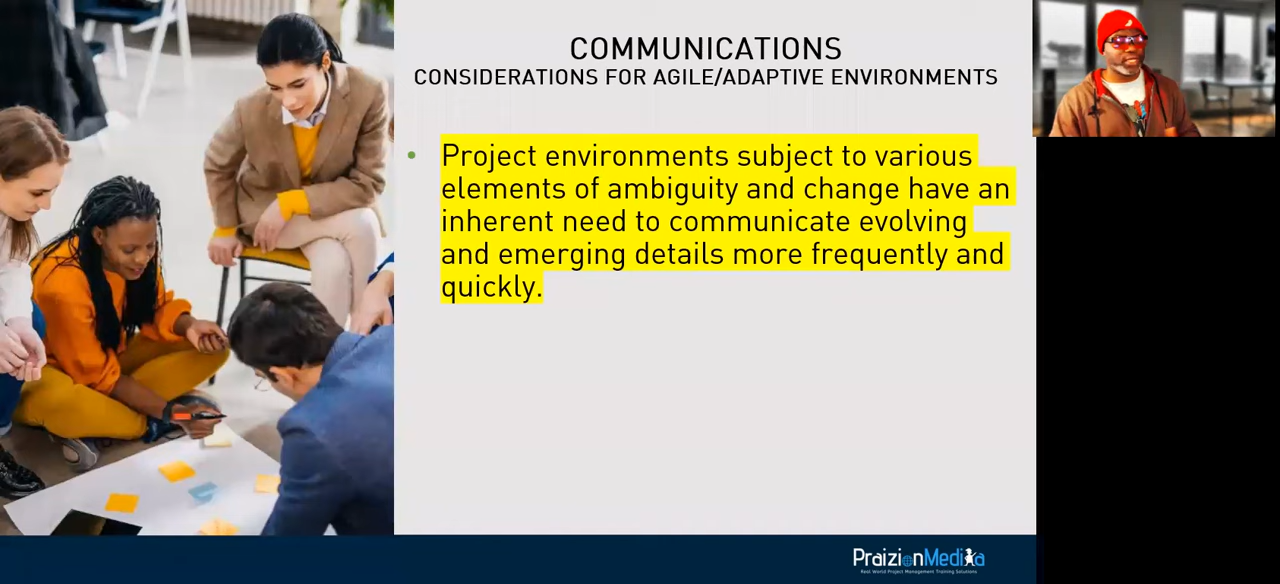 COMMUNICATIONS
CONSIDERATIONS FOR AGILE/ADAPTIVE ENVIRONMENTS
• Project environments subject to various
elements of ambiguity and change have an
inherent need to communicate evolving
and emerging details more frequently and
quickly.
PraizionMedia
Real World Project Management Training Solutions